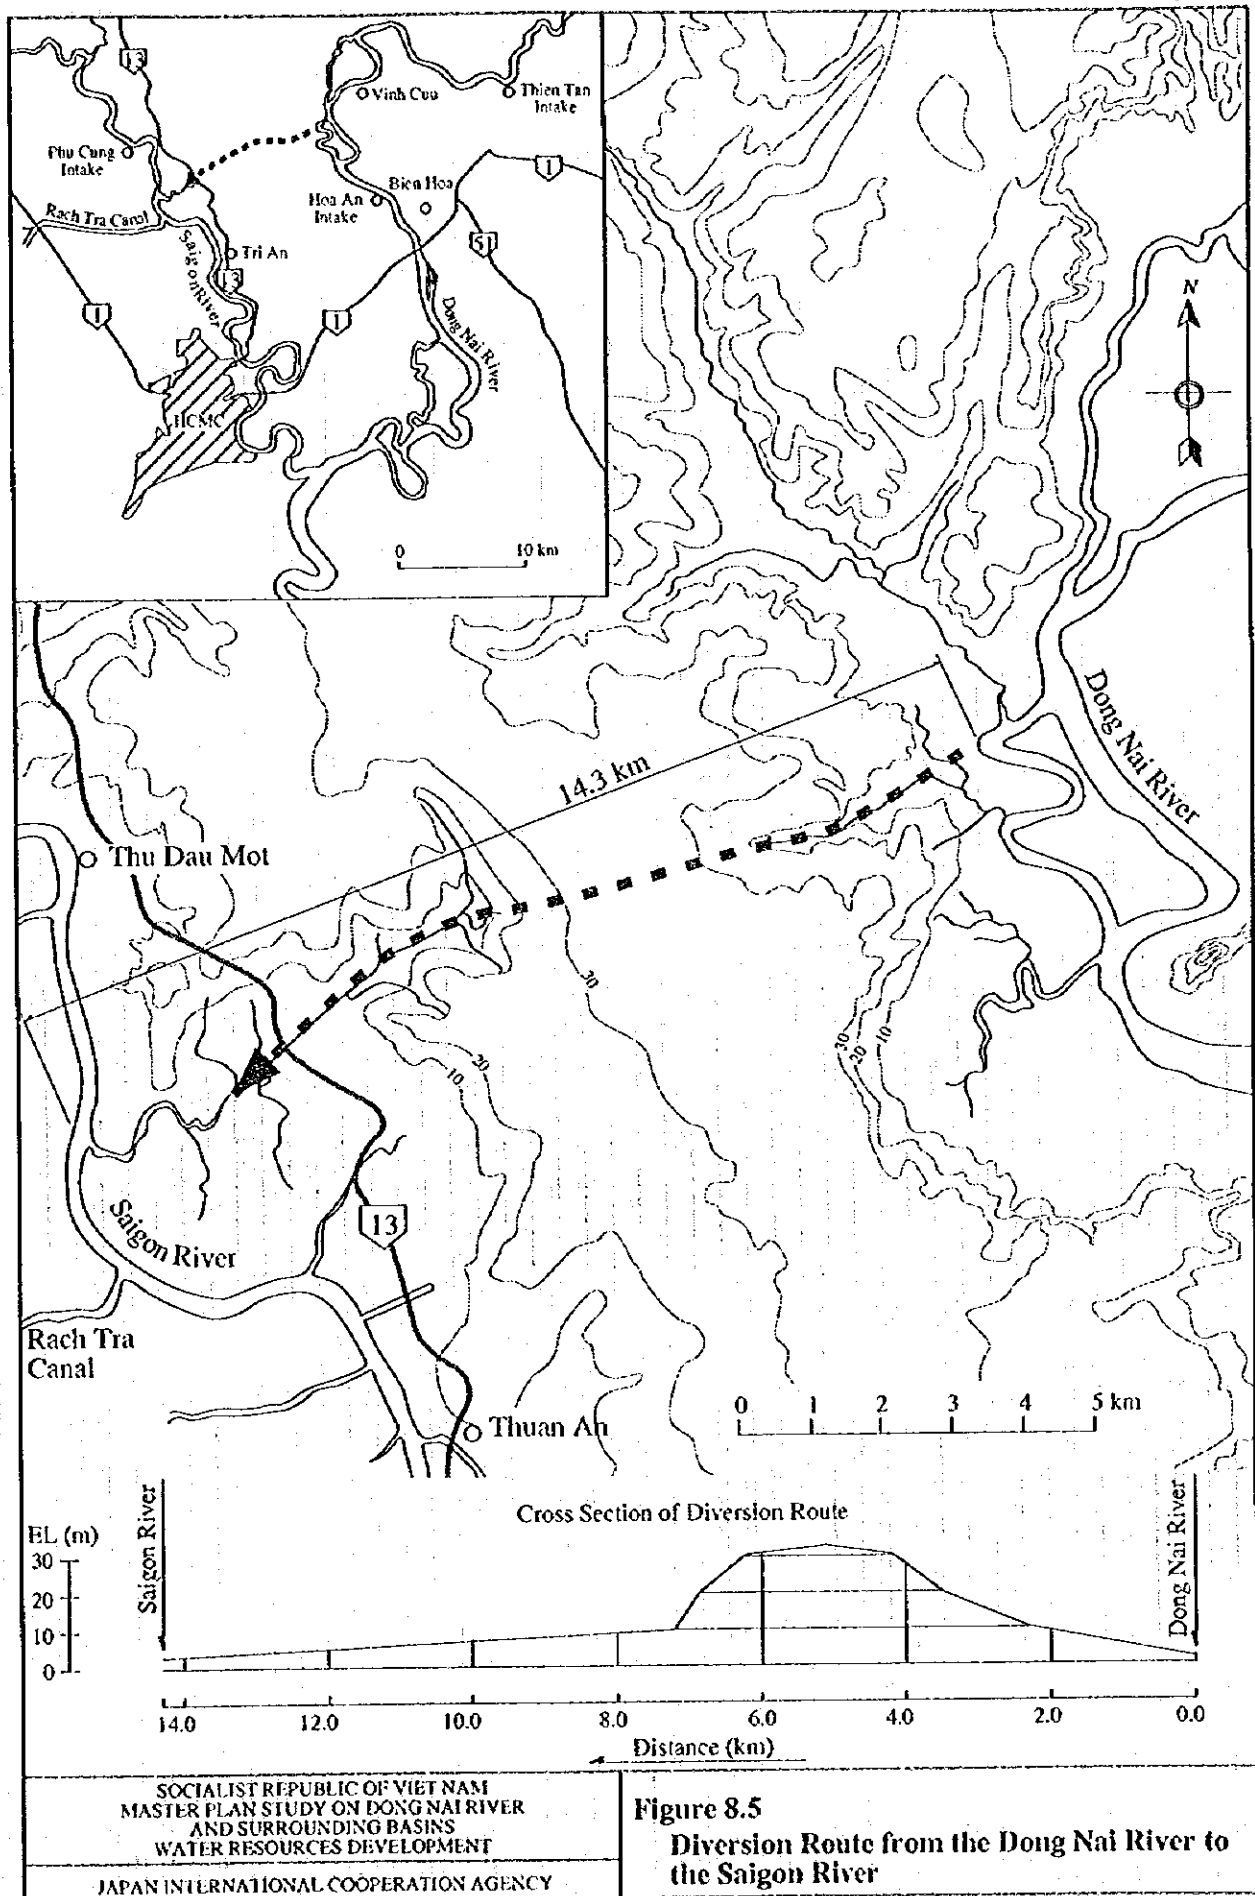 13
Vinh Cuu
Thien Tan
Intake
Phu Cung
Intake
1
Bien Hoa
Hoa An
Intake
Rach Tra Canal
51
Saigon River
Tri An
13
1
1
Dong Nai River
HCMC
0 10 km
N
Dong Nai River
14.3 km
Thu Dau Mot
30
30
20
10
20
10
13
Saigon River
Rach Tra
Canal
0 1 2 3 4 5 km
Thuan An
Cross Section of Diversion Route
Saigon River
Dong Nai River
EL (m)
30
20
10
0
14.0 12.0 10.0 8.0 6.0 4.0 2.0 0.0
Distance (km)
SOCIALIST REPUBLIC OF VIET NAM
MASTER PLAN STUDY ON DONG NAI RIVER
AND SURROUNDING BASINS
WATER RESOURCES DEVELOPMENT
JAPAN INTERNATIONAL COOPERATION AGENCY
Figure 8.5
Diversion Route from the Dong Nai River to
the Saigon River